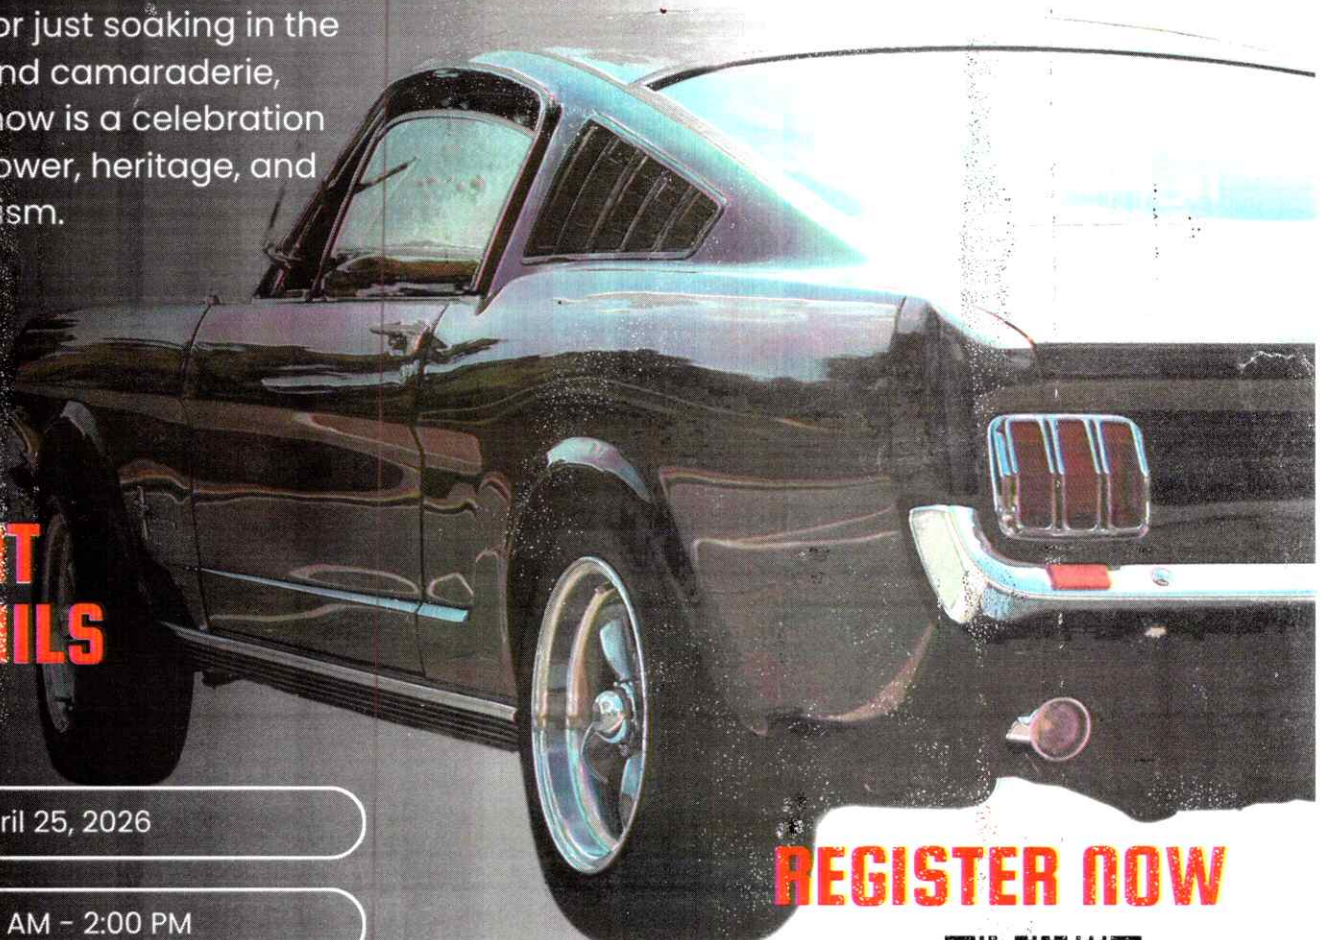 or just soaking in the
nd camaraderie,
now is a celebration
ower, heritage, and
ism.
T
ILS
ril 25, 2026
AM - 2:00 PM
REGISTER NOW